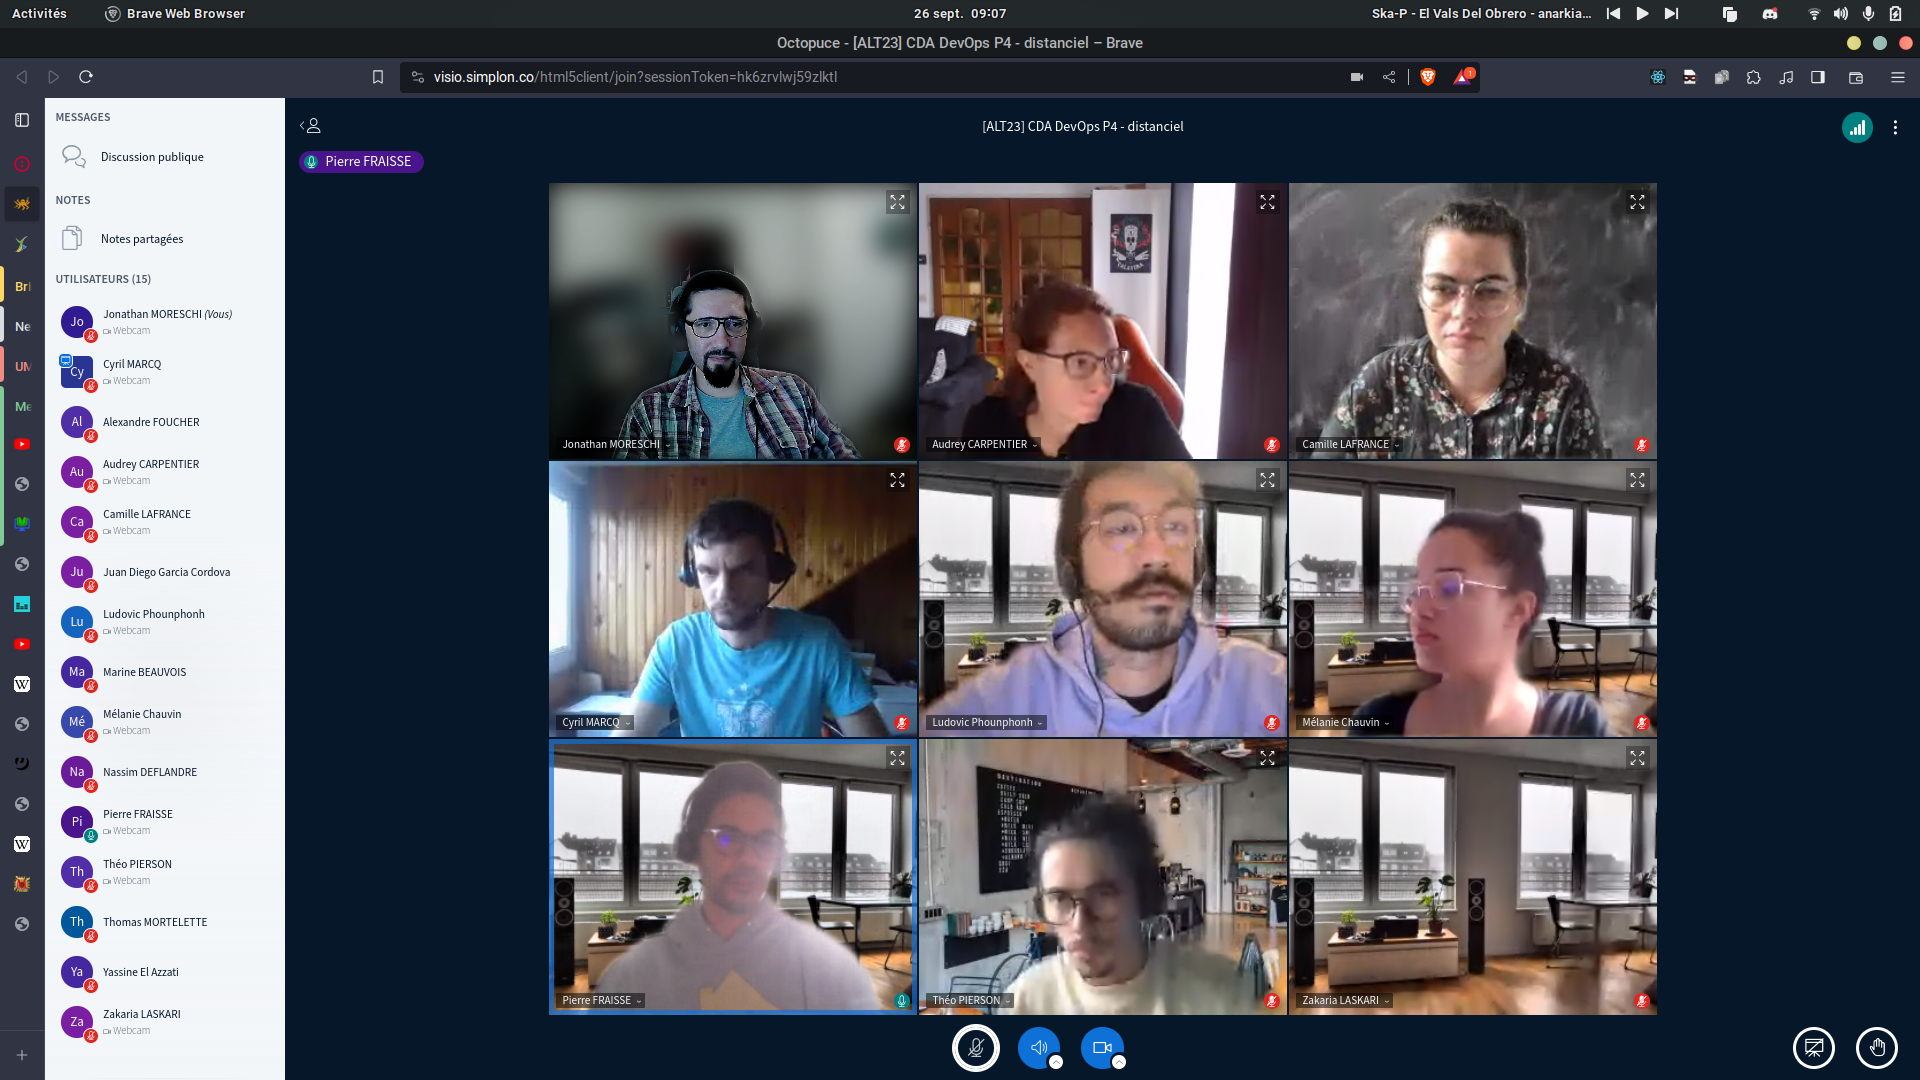 Activités
Brave Web Browser
26 sept. 09:07
Ska-P - El Vals Del Obrero - anarkia...
Octopuce - [ALT23] CDA DevOps P4 - distanciel – Brave
visio.simplon.co/html5client/join?sessionToken=hk6zrvlwj59zlktl
1
Bri
Ne
UM
Me
W
W
MESSAGES
Discussion publique
NOTES
Notes partagées
UTILISATEURS (15)
Jo
Jonathan MORESCHI (Vous)
Webcam
Cy
Cyril MARCQ
Webcam
Al
Alexandre FOUCHER
Au
Audrey CARPENTIER
Webcam
Ca
Camille LAFRANCE
Webcam
Ju
Juan Diego Garcia Cordova
Lu
Ludovic Phounphonh
Webcam
Ma
Marine BEAUVOIS
Mé
Mélanie Chauvin
Webcam
Na
Nassim DEFLANDRE
Pi
Pierre FRAISSE
Webcam
Th
Théo PIERSON
Webcam
Th
Thomas MORTELETTE
Ya
Yassine El Azzati
Za
Zakaria LASKARI
Webcam
[ALT23] CDA DevOps P4 - distanciel
Pierre FRAISSE
CALAVERA
Jonathan MORESCHI
Audrey CARPENTIER
Camille LAFRANCE
Cyril MARCQ
Ludovic Phounphonh
Mélanie Chauvin
DESTINATION
Pierre FRAISSE
Théo PIERSON
Zakaria LASKARI